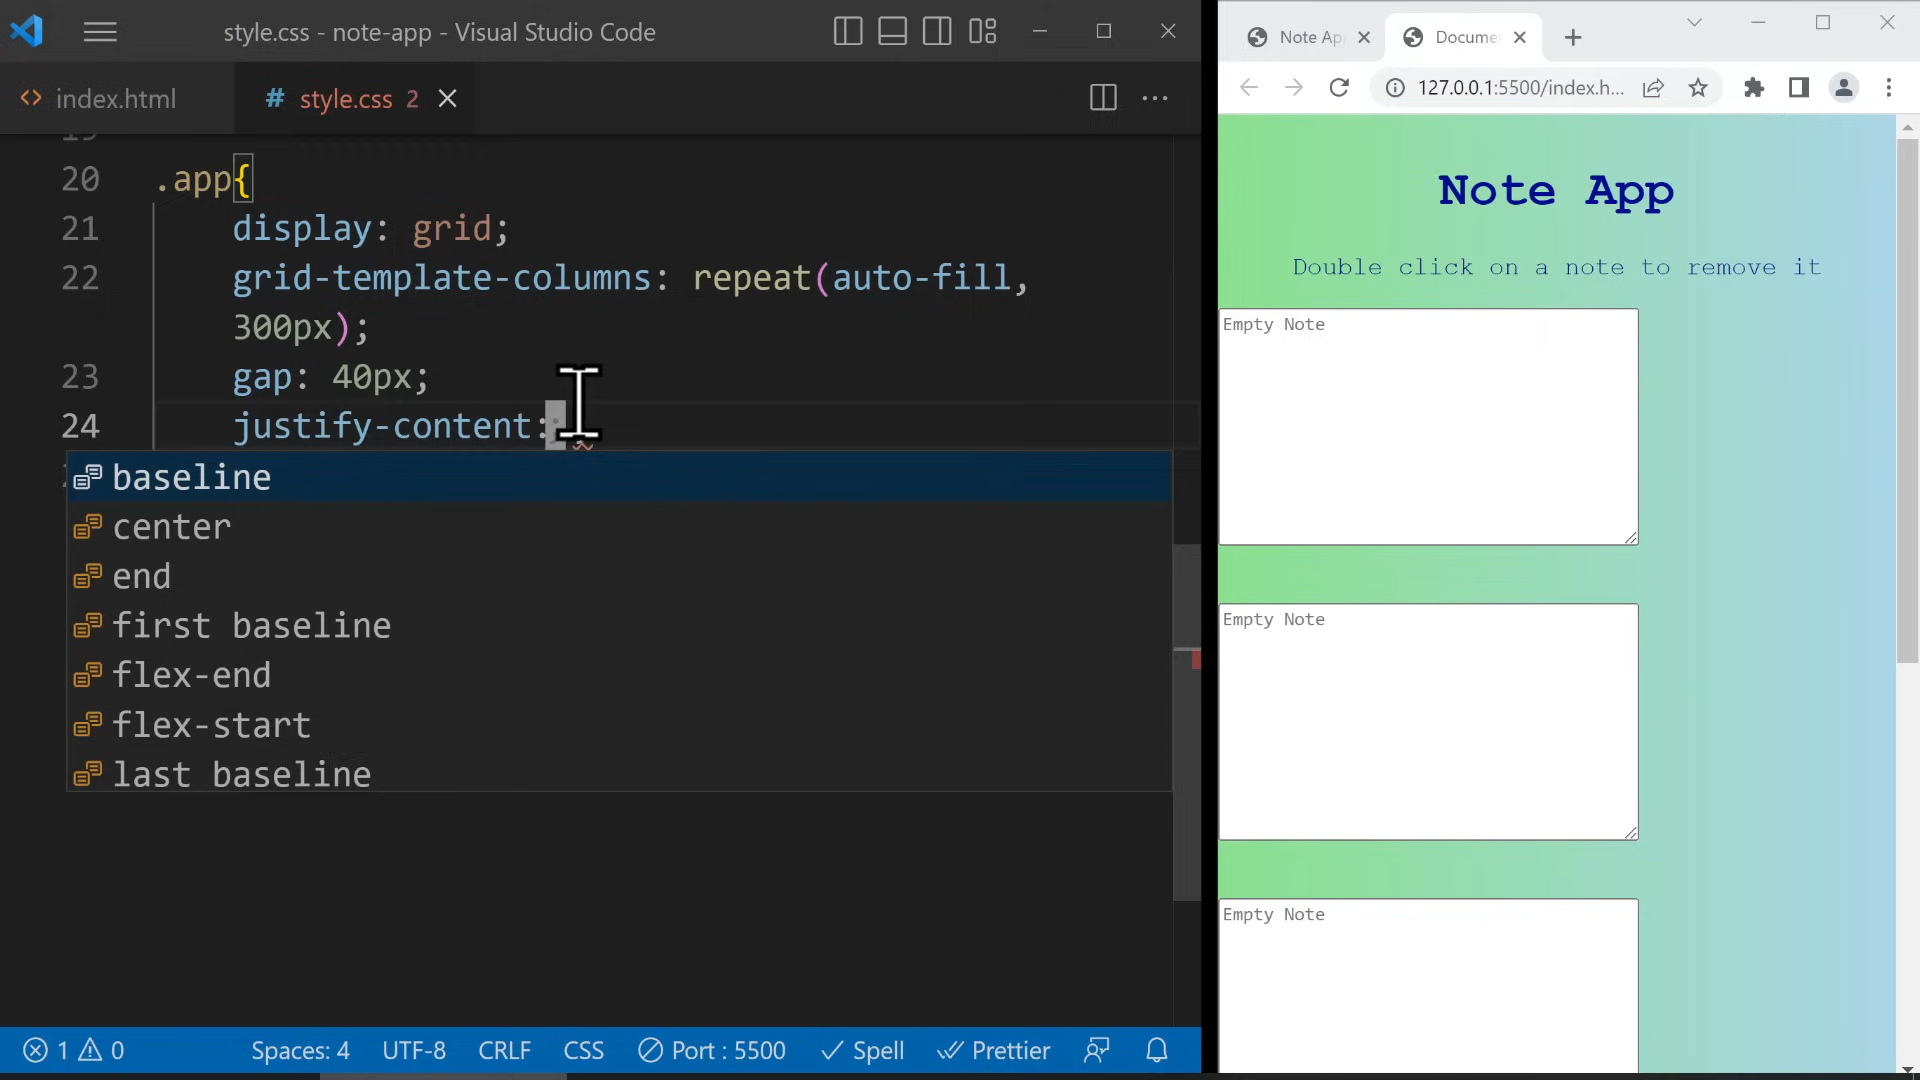 style.css - note-app - Visual Studio Code
index.html
style.css 2
20 .app{
21 display: grid;
22 grid-template-columns: repeat(auto-fill,
300px);
23 gap: 40px;
24 justify-content:
baseline
center
end
first baseline
flex-end
flex-start
last baseline
1 0 Spaces: 4 UTF-8 CRLF CSS Port : 5500 Spell Prettier
Note Ap
Docume
127.0.0.1:5500/index.h...
Note App
Double click on a note to remove it
Empty Note
Empty Note
Empty Note